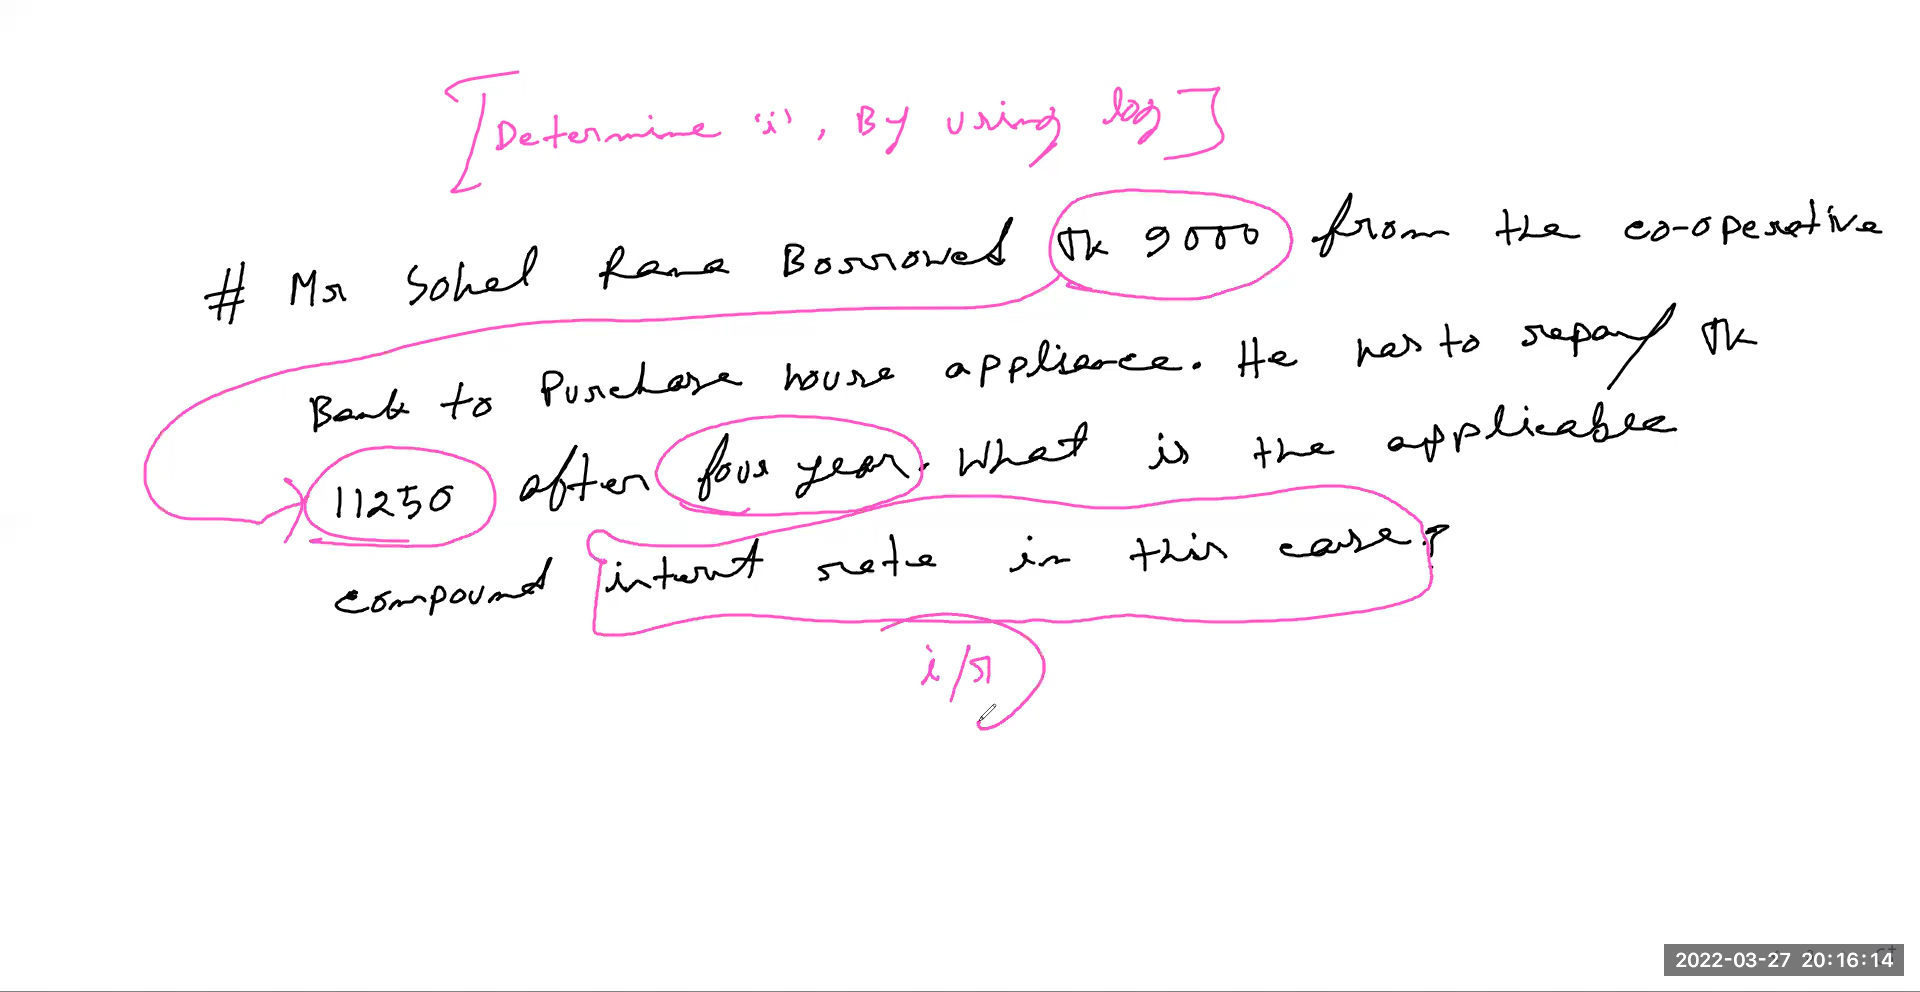 [Determine 'i', By using log]
# Mr Sohel Rana Borrowed Tk 9000 from the co-operative
Bank to Purchase house appliance. He has to repay Tk
11250 after four year. What is the applicable
compound interest rate in this case?
i/r
2022-03-27 20:16:14